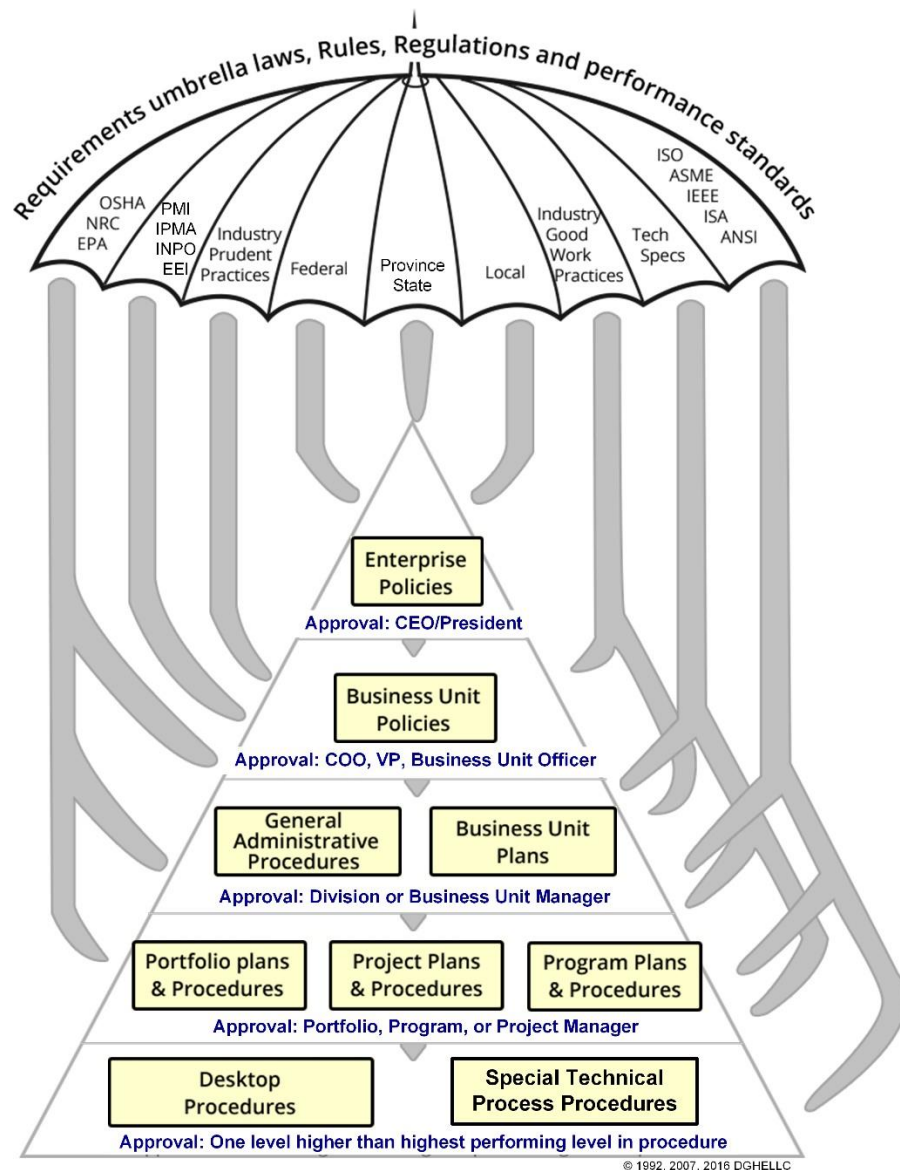 Requirements umbrella laws, Rules, Regulations and performance standards
OSHA
NRC
EPA
PMI
IPMA
INPO
EEI
Industry
Prudent
Practices
Federal
Province
State
Local
Industry
Good
Work
Practices
Tech
Specs
ISO
ASME
IEEE
ISA
ANSI
Enterprise
Policies
Approval: CEO/President
Business Unit
Policies
Approval: COO, VP, Business Unit Officer
General
Administrative
Procedures
Business Unit
Plans
Approval: Division or Business Unit Manager
Portfolio plans
& Procedures
Project Plans
& Procedures
Program Plans
& Procedures
Approval: Portfolio, Program, or Project Manager
Desktop
Procedures
Special Technical
Process Procedures
Approval: One level higher than highest performing level in procedure
© 1992, 2007, 2016 DGHELLC